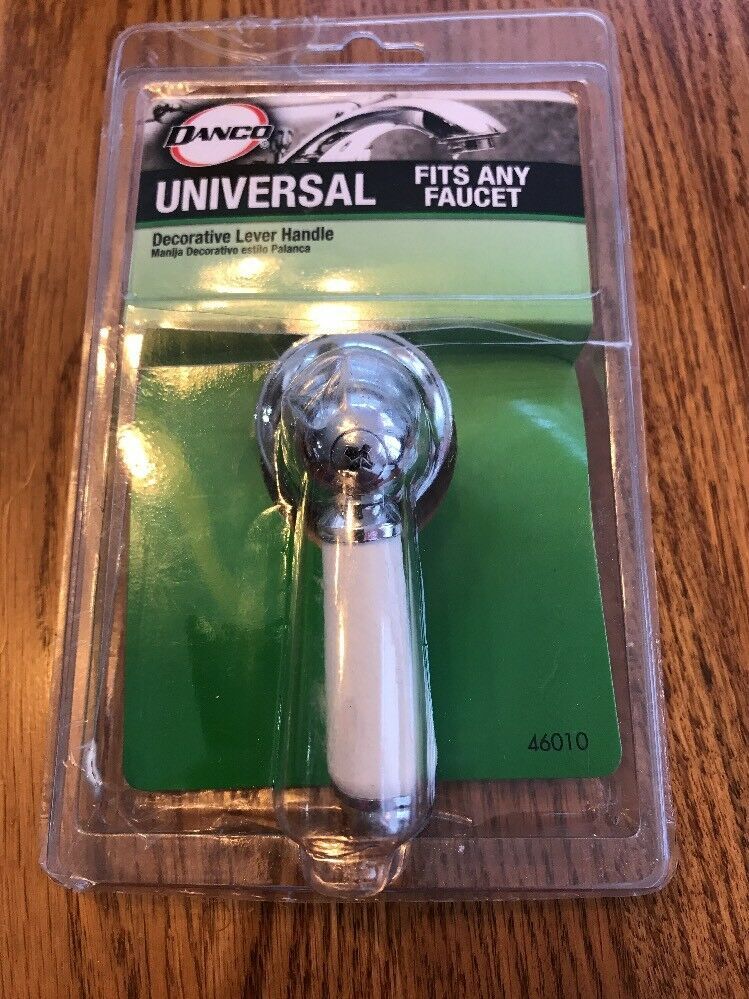 DANCO
UNIVERSAL
FITS ANY
FAUCET
Decorative Lever Handle
Manija Decorativo estilo Palanca
46010